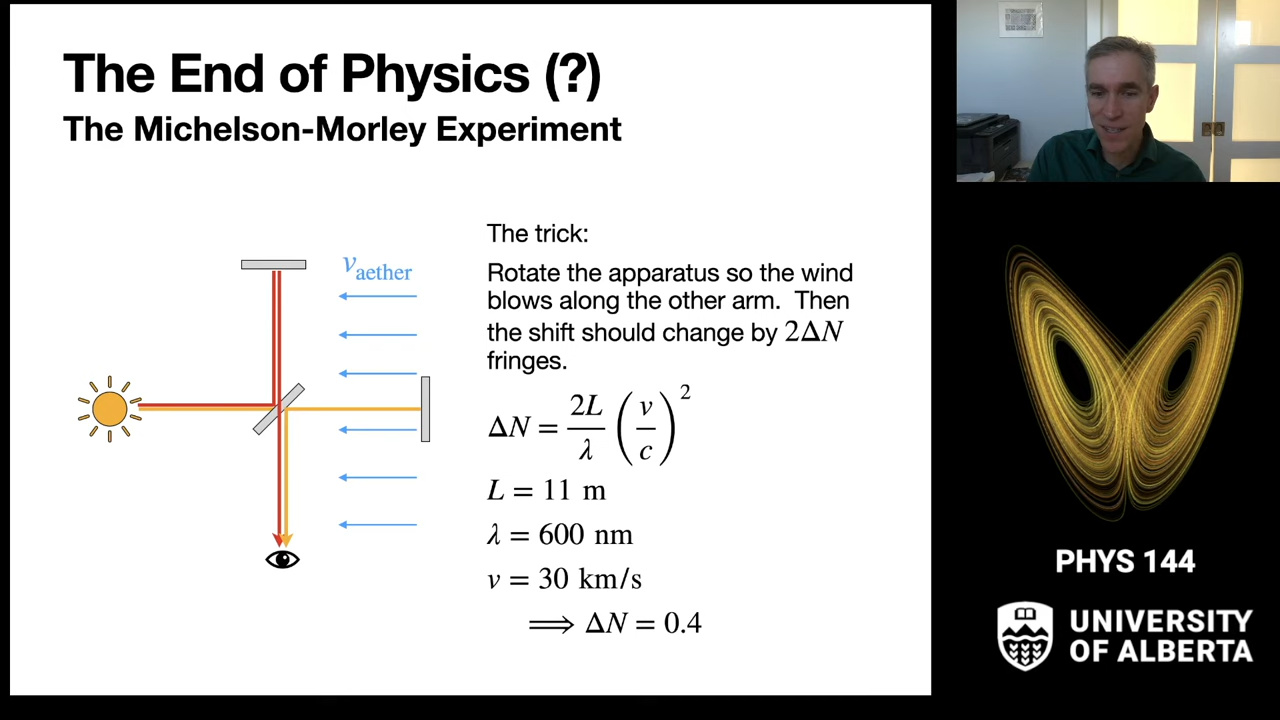 The End of Physics (?)
The Michelson-Morley Experiment
v_aether
The trick:
Rotate the apparatus so the wind
blows along the other arm.  Then
the shift should change by 2ΔN
fringes.
ΔN = 2L/λ (v/c)²
L = 11 m
λ = 600 nm
v = 30 km/s
⟹ ΔN = 0.4
PHYS 144
UNIVERSITY
OF ALBERTA